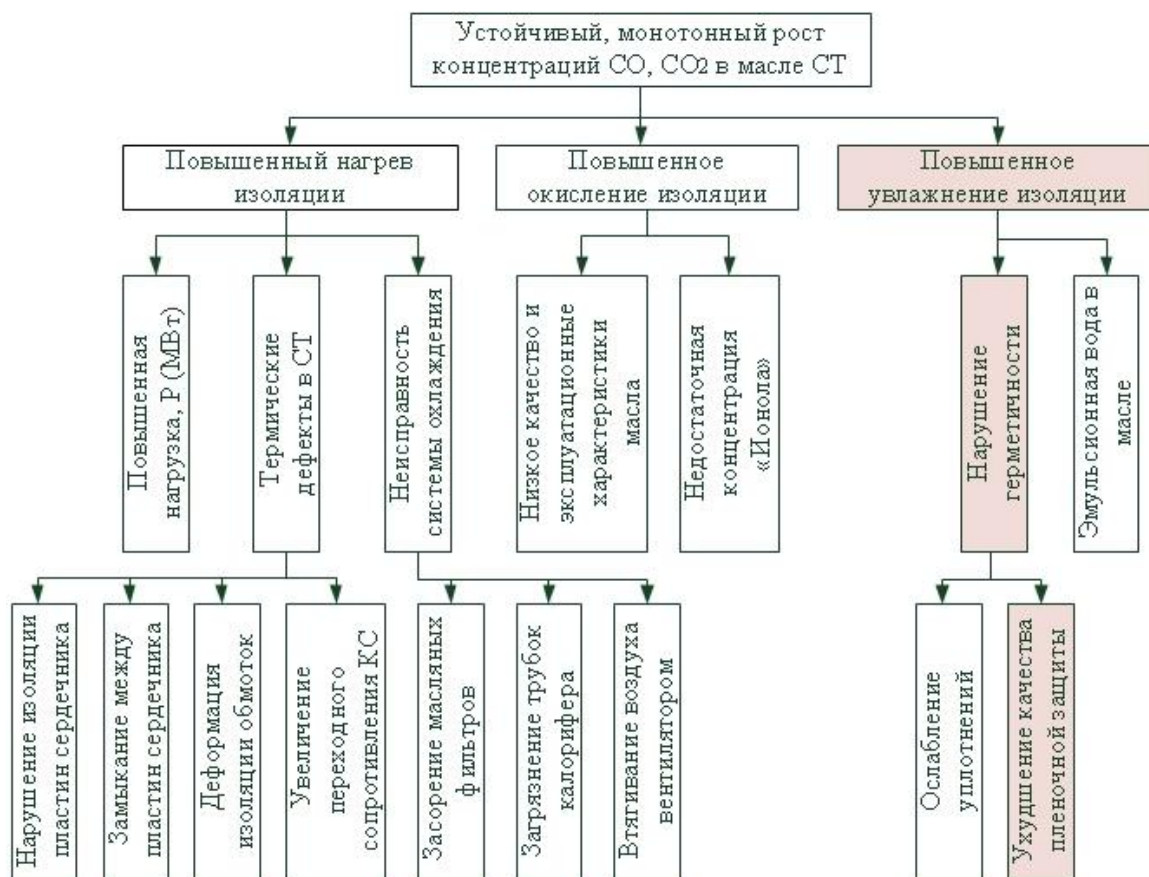 Устойчивый, монотонный рост
концентраций СО, СО2 в масле СТ
Повышенный нагрев
изоляции
Повышенное
окисление изоляции
Повышенное
увлажнение изоляции
Повышенная
нагрузка, Р (МВт)
Термические
дефекты в СТ
Неисправность
системы охлаждения
Низкое качество и
эксплуатационные
характеристики
масла
Недостаточная
концентрация
«Ионола»
Нарушение
герметичности
Эмульсионная вода в
масле
Нарушение изоляции
пластин сердечника
Замыкание между
пластин сердечника
Деформация
изоляции обмоток
Увеличение
переходного
сопротивления КС
Засорение масляных
фильтров
Загрязнение трубок
калорифера
Втягивание воздуха
вентилятором
Ослабление
уплотнений
Ухудшение качества
пленочной защиты